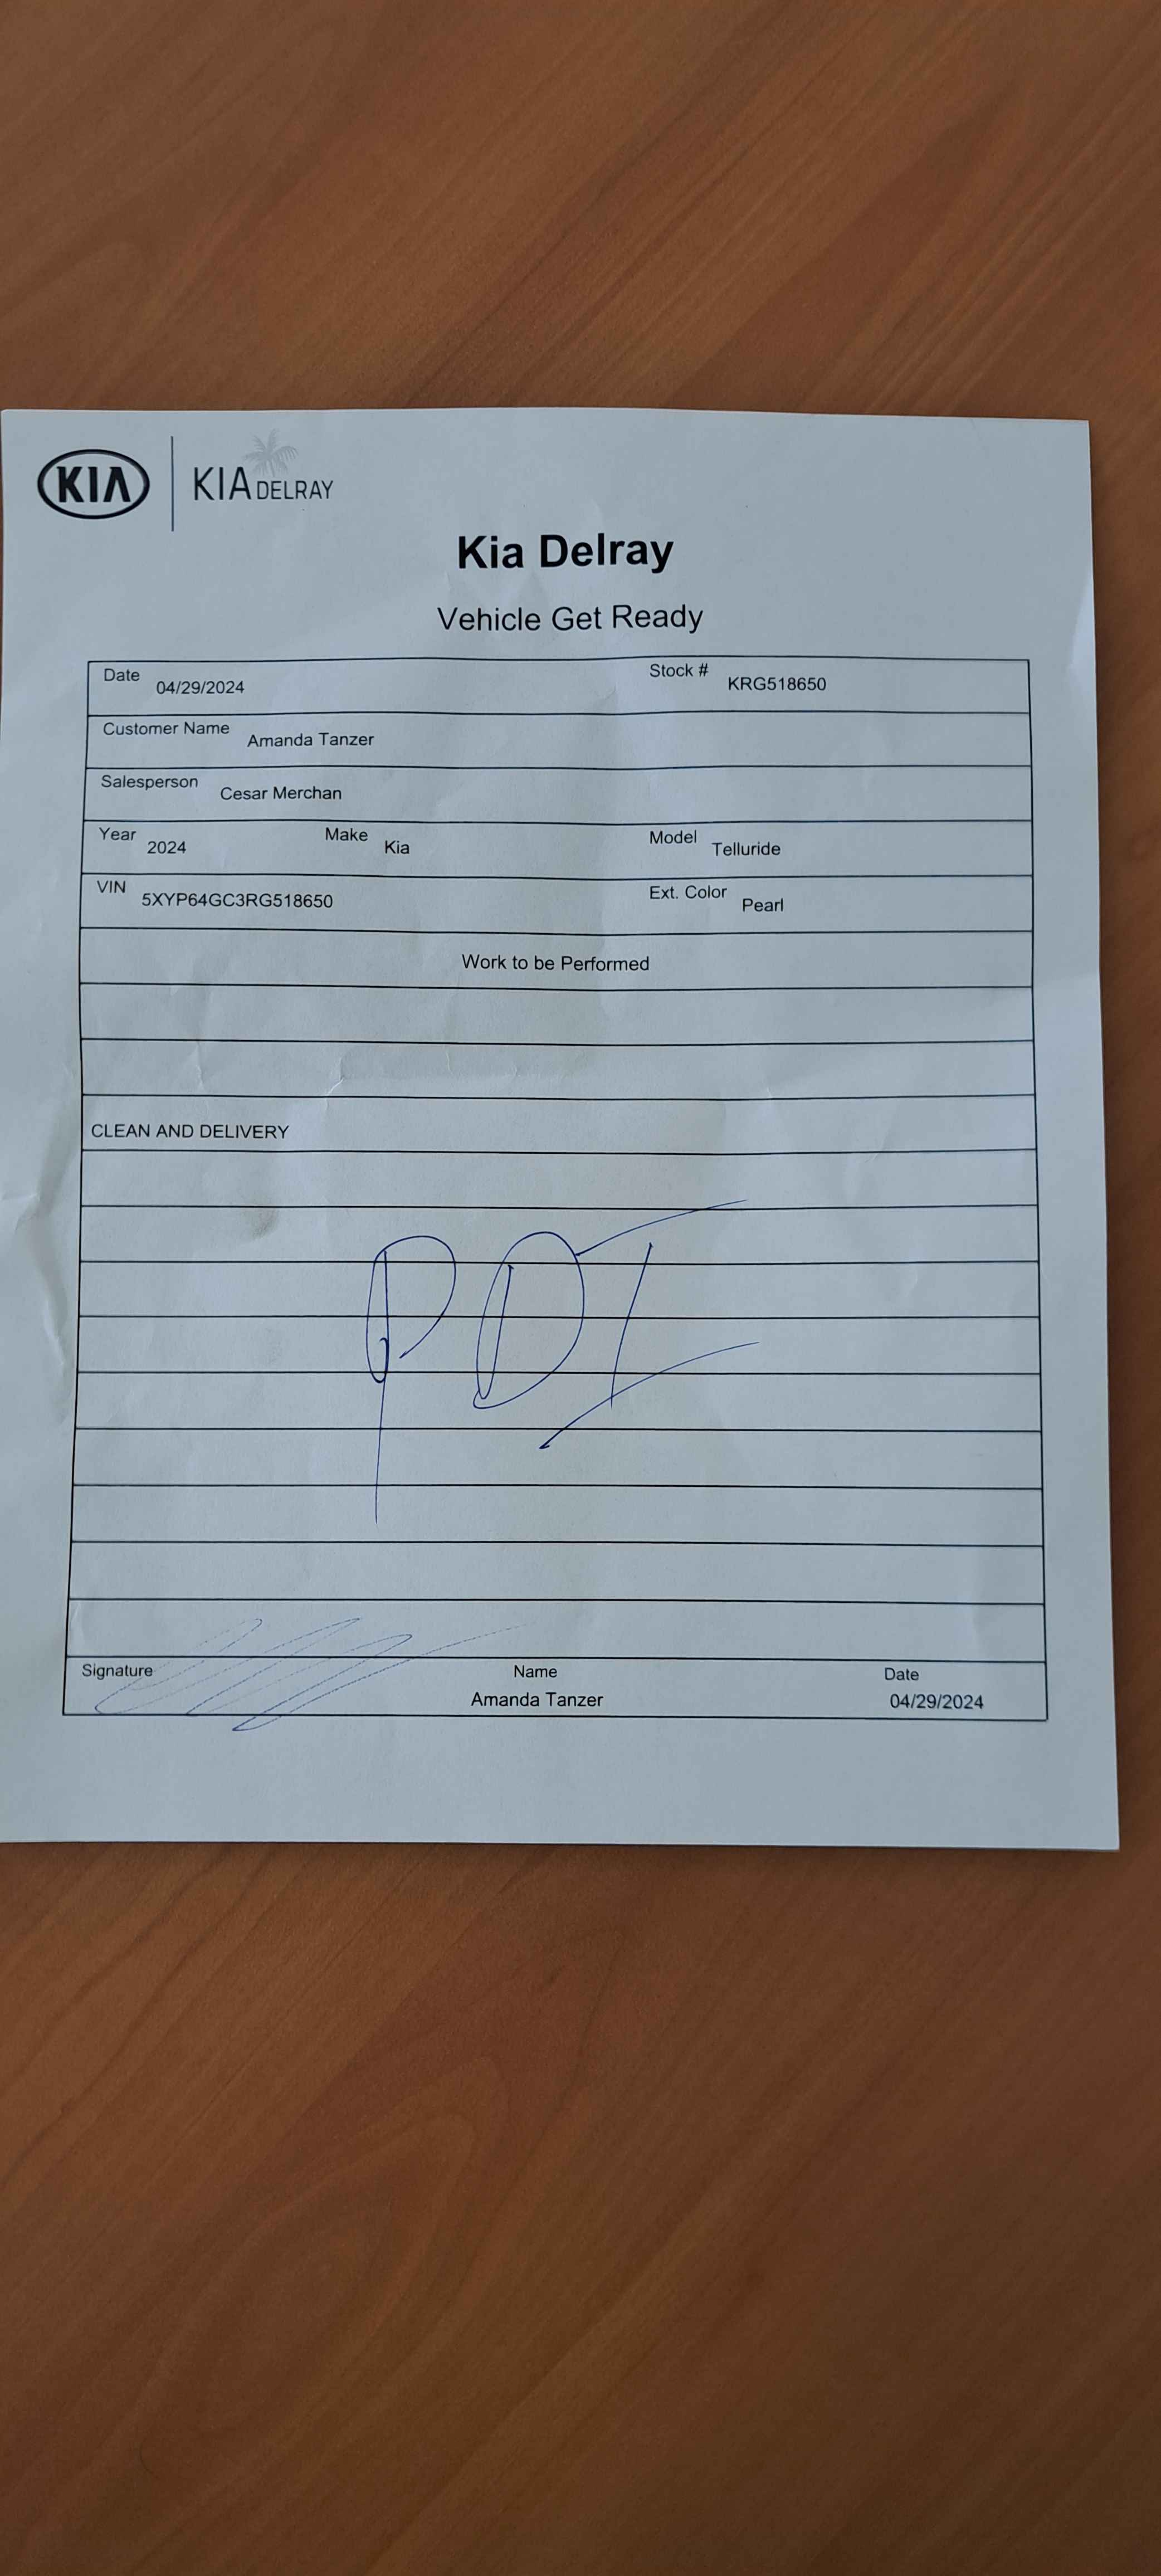 KIA KIA DELRAY
Kia Delray
Vehicle Get Ready
Date 04/29/2024 Stock # KRG518650
Customer Name Amanda Tanzer
Salesperson Cesar Merchan
Year 2024 Make Kia Model Telluride
VIN 5XYP64GC3RG518650 Ext. Color Pearl
Work to be Performed
CLEAN AND DELIVERY
PDI
Signature Name Date
Amanda Tanzer 04/29/2024